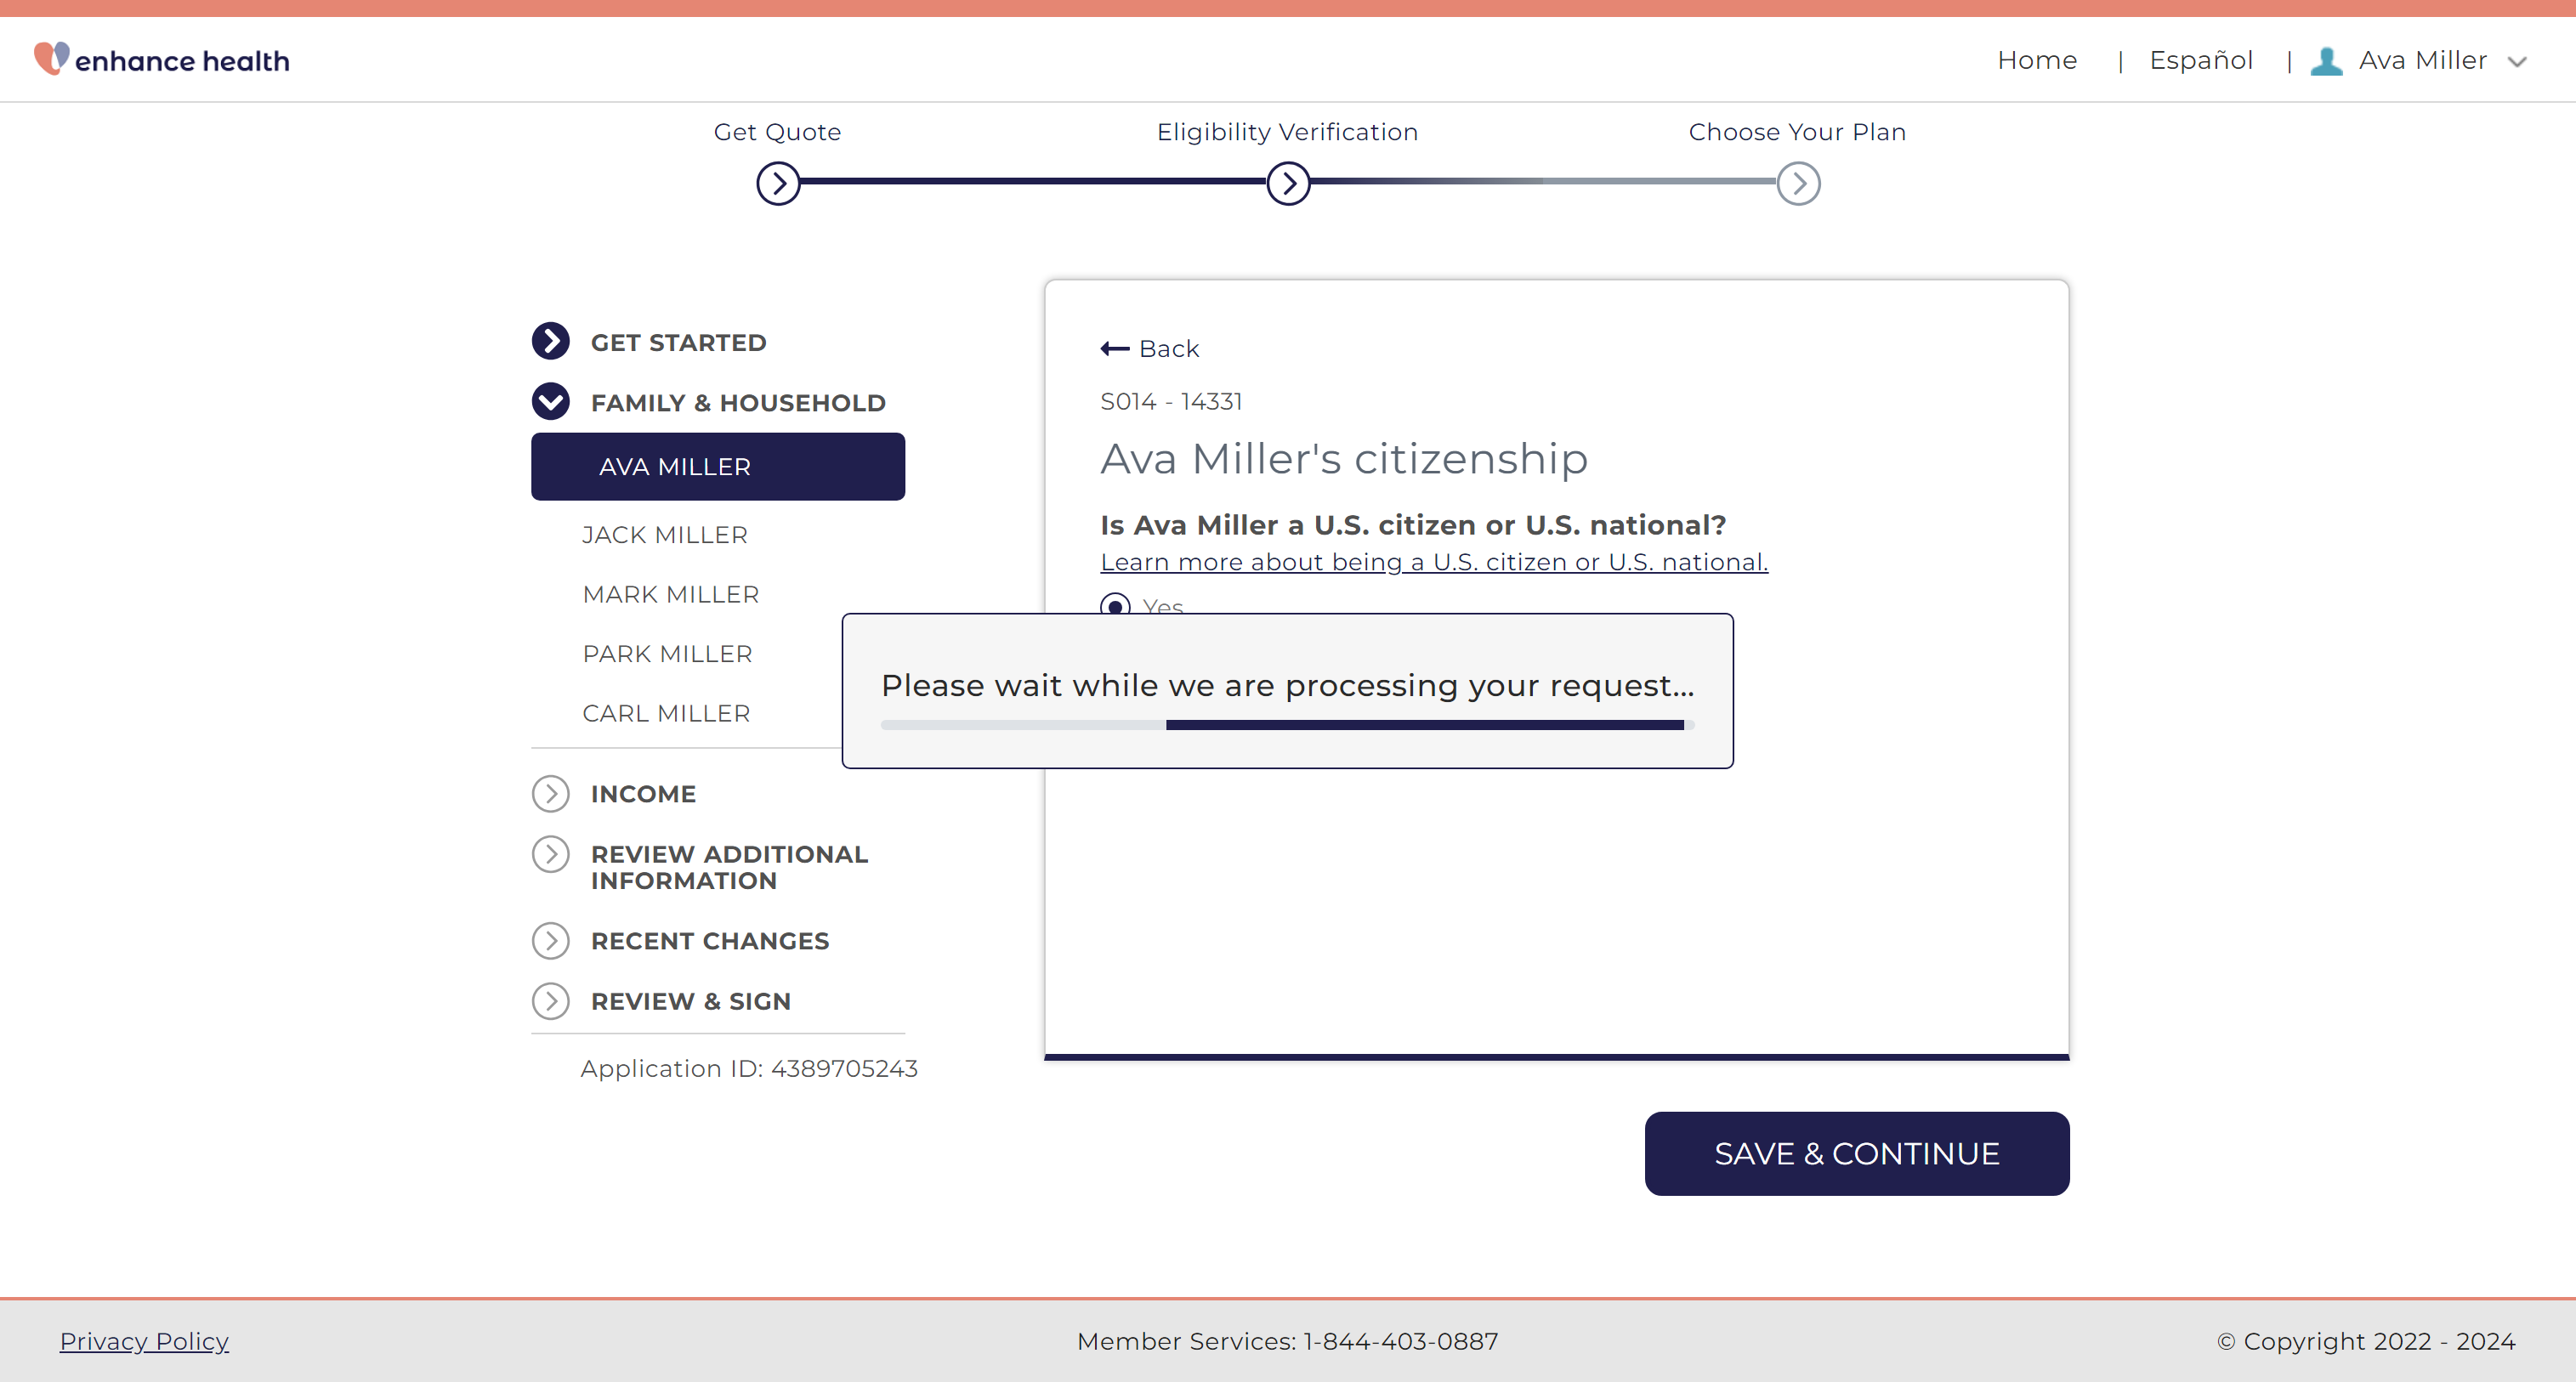 enhance health
Home | Español | Ava Miller
Get Quote
Eligibility Verification
Choose Your Plan
GET STARTED
FAMILY & HOUSEHOLD
AVA MILLER
JACK MILLER
MARK MILLER
PARK MILLER
CARL MILLER
INCOME
REVIEW ADDITIONAL
INFORMATION
RECENT CHANGES
REVIEW & SIGN
Application ID: 4389705243
Back
S014 - 14331
Ava Miller's citizenship
Is Ava Miller a U.S. citizen or U.S. national?
Learn more about being a U.S. citizen or U.S. national.
Yes
Please wait while we are processing your request...
SAVE & CONTINUE
Privacy Policy
Member Services: 1-844-403-0887
© Copyright 2022 - 2024